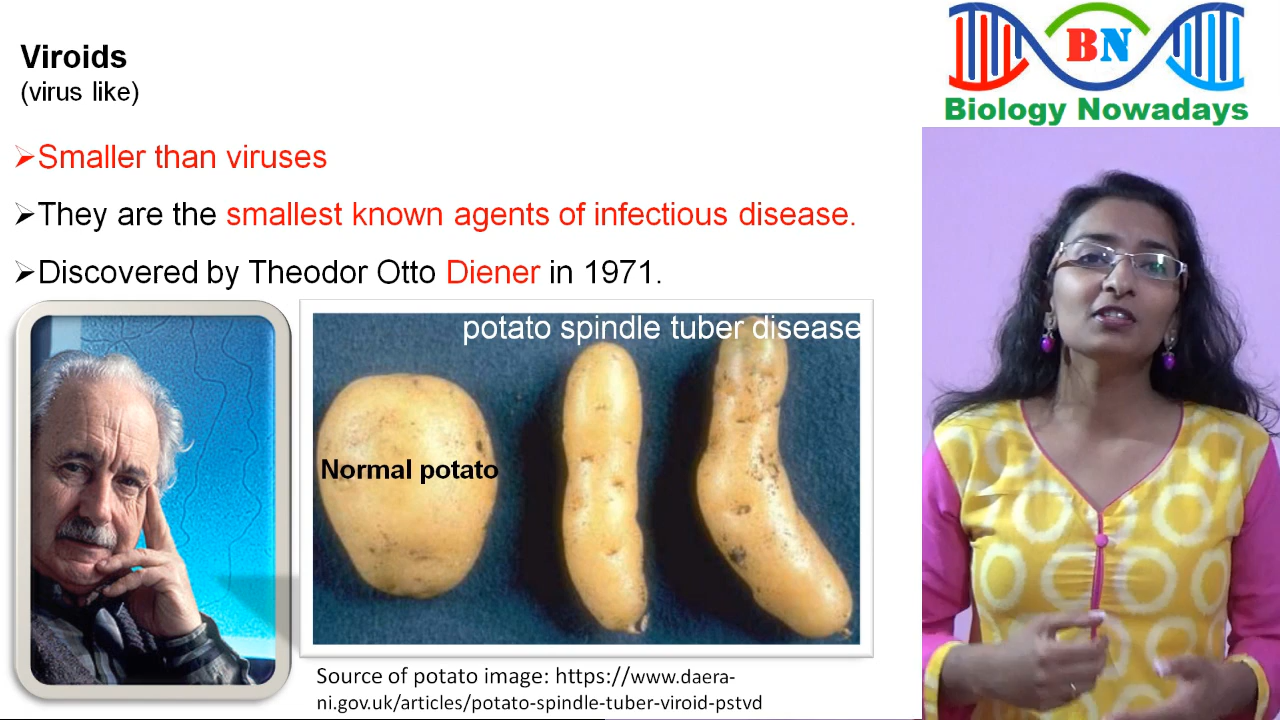 Viroids
(virus like)
➢Smaller than viruses
➢They are the smallest known agents of infectious disease.
➢Discovered by Theodor Otto Diener in 1971.
potato spindle tuber disease
Normal potato
Source of potato image: https://www.daera-
ni.gov.uk/articles/potato-spindle-tuber-viroid-pstvd
BN
Biology Nowadays